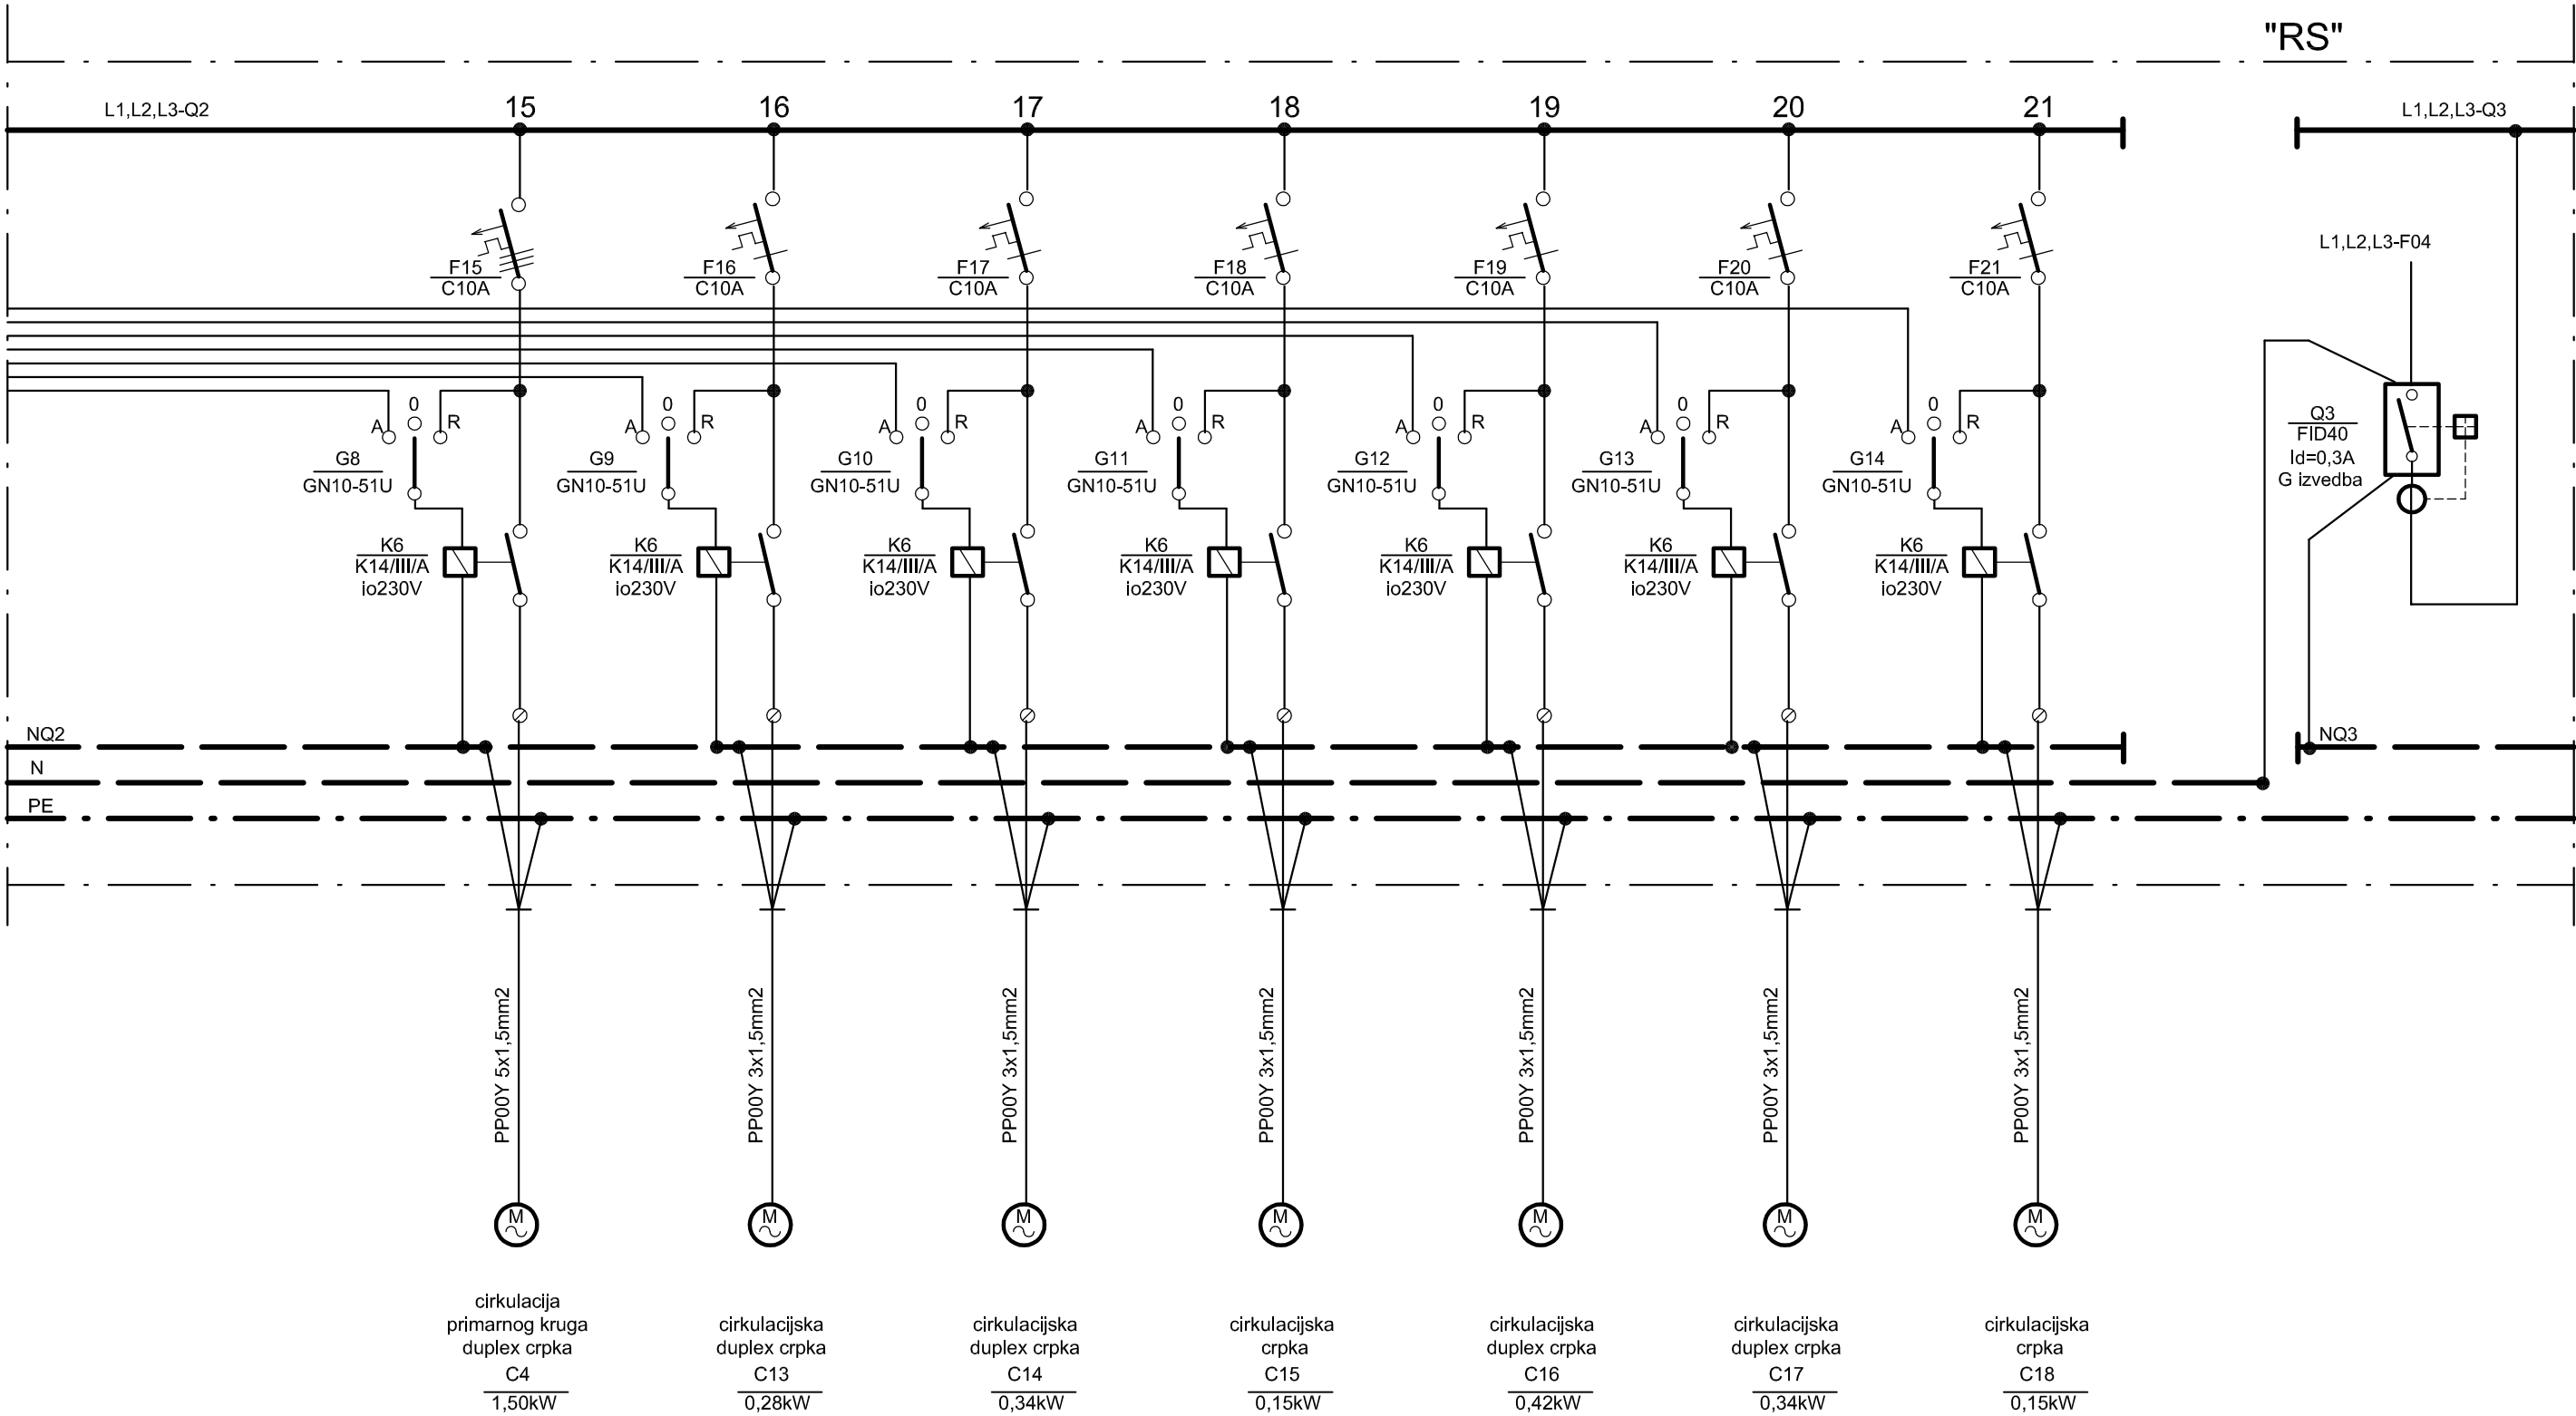 "RS"
L1,L2,L3-Q2
15
16
17
18
19
20
21
L1,L2,L3-Q3
L1,L2,L3-F04
F15
C10A
F16
C10A
F17
C10A
F18
C10A
F19
C10A
F20
C10A
F21
C10A
A
0
R
A
0
R
A
0
R
A
0
R
A
0
R
A
0
R
A
0
R
G8
GN10-51U
G9
GN10-51U
G10
GN10-51U
G11
GN10-51U
G12
GN10-51U
G13
GN10-51U
G14
GN10-51U
Q3
FID40
Id=0,3A
G izvedba
K6
K14/III/A
io230V
K6
K14/III/A
io230V
K6
K14/III/A
io230V
K6
K14/III/A
io230V
K6
K14/III/A
io230V
K6
K14/III/A
io230V
K6
K14/III/A
io230V
NQ2
NQ3
N
PE
PP00Y 5x1,5mm2
PP00Y 3x1,5mm2
PP00Y 3x1,5mm2
PP00Y 3x1,5mm2
PP00Y 3x1,5mm2
PP00Y 3x1,5mm2
PP00Y 3x1,5mm2
M
M
M
M
M
M
M
cirkulacija
primarnog kruga
duplex crpka
C4
1,50kW
cirkulacijska
duplex crpka
C13
0,28kW
cirkulacijska
duplex crpka
C14
0,34kW
cirkulacijska
crpka
C15
0,15kW
cirkulacijska
duplex crpka
C16
0,42kW
cirkulacijska
duplex crpka
C17
0,34kW
cirkulacijska
crpka
C18
0,15kW